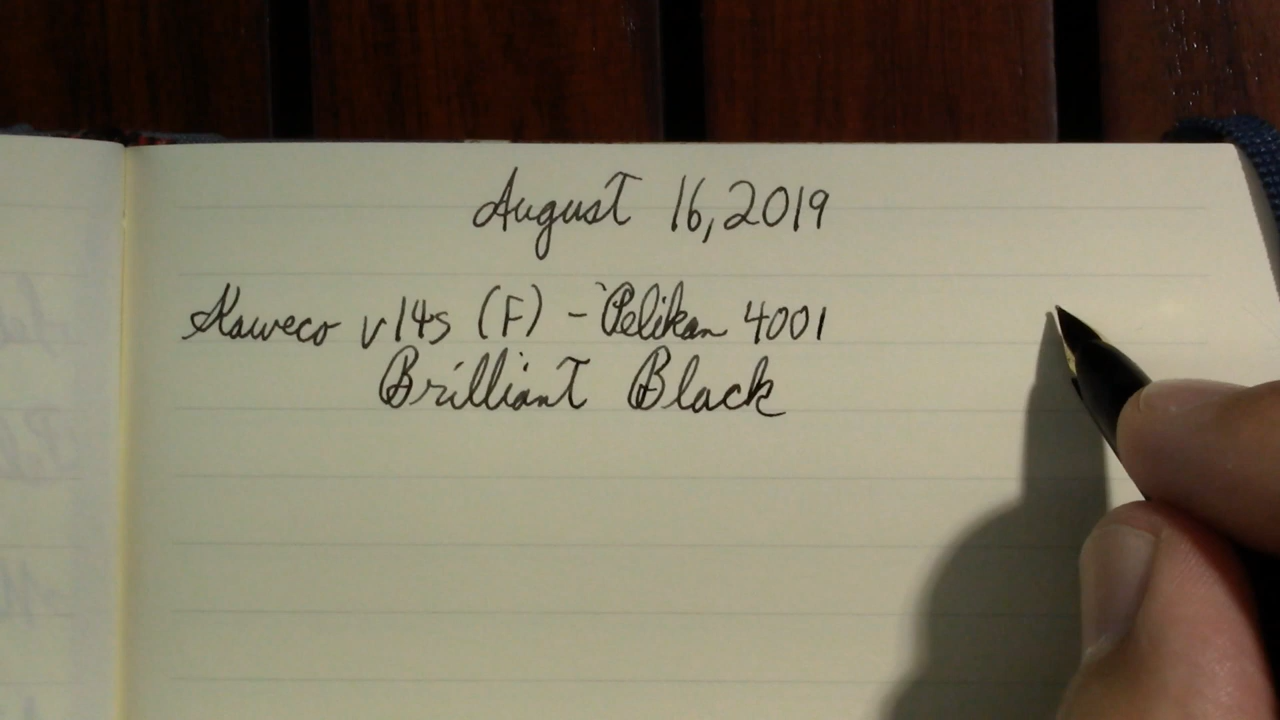 August 16, 2019
Kaweco v14s (F) - Pelikan 4001
Brilliant Black